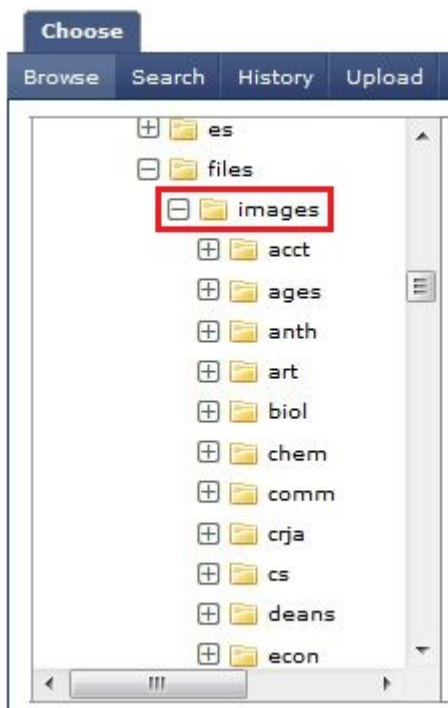 Choose
Browse Search History Upload
es
files
images
acct
ages
anth
art
biol
chem
comm
crja
cs
deans
econ